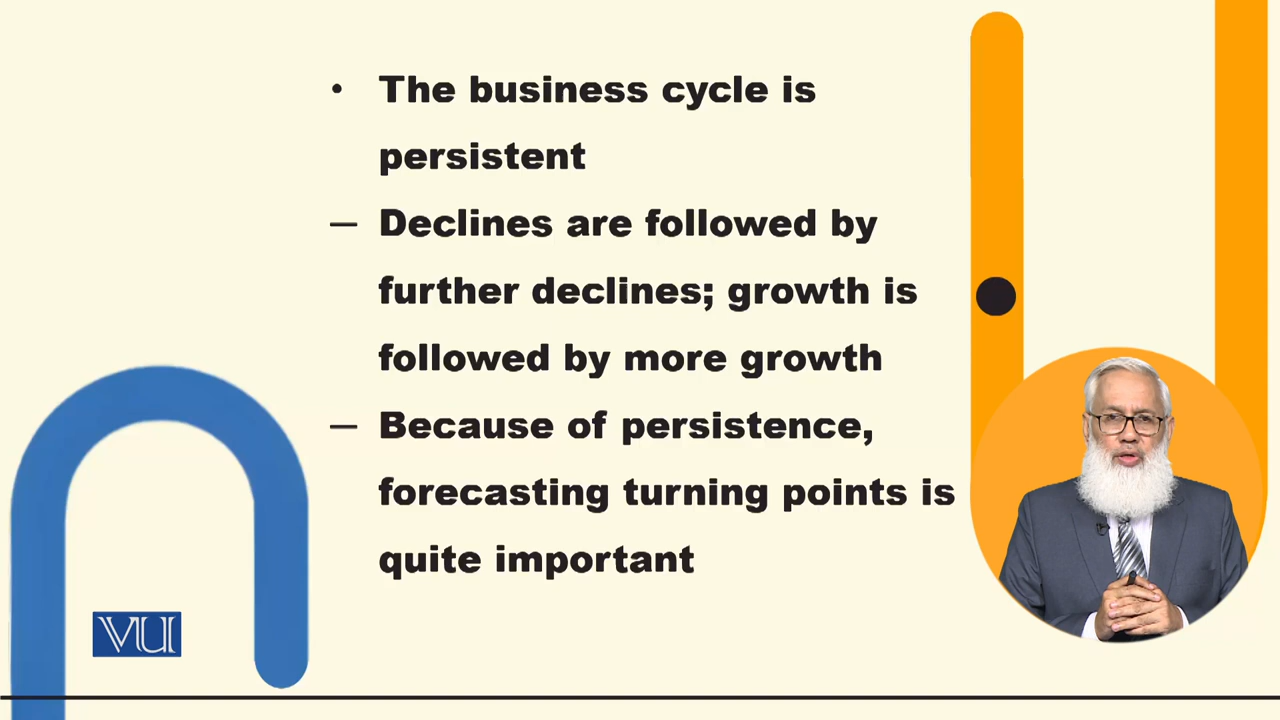 • The business cycle is
persistent
— Declines are followed by
further declines; growth is
followed by more growth
— Because of persistence,
forecasting turning points is
quite important
VU